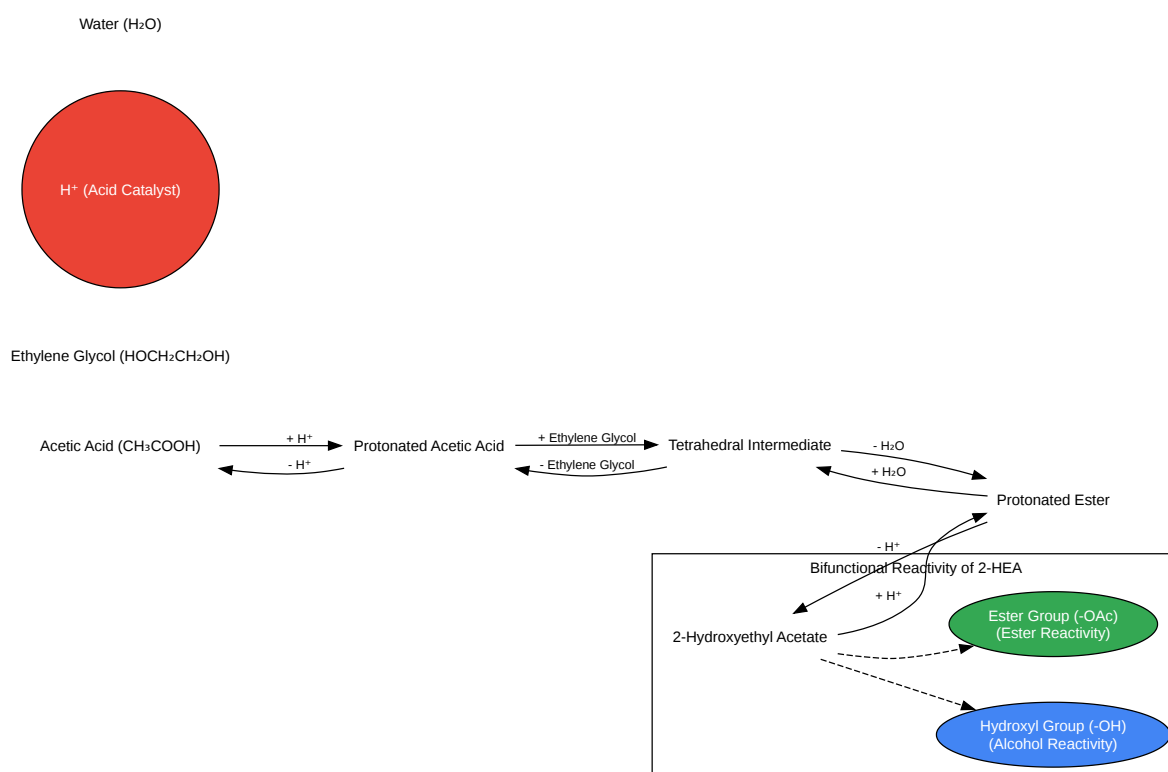 Water (H₂O)
H⁺ (Acid Catalyst)
Ethylene Glycol (HOCH₂CH₂OH)
Acetic Acid (CH₃COOH)
+ H⁺
- H⁺
Protonated Acetic Acid
+ Ethylene Glycol
- Ethylene Glycol
Tetrahedral Intermediate
- H₂O
+ H₂O
Protonated Ester
- H⁺
Bifunctional Reactivity of 2-HEA
+ H⁺
2-Hydroxyethyl Acetate
Ester Group (-OAc)
(Ester Reactivity)
Hydroxyl Group (-OH)
(Alcohol Reactivity)